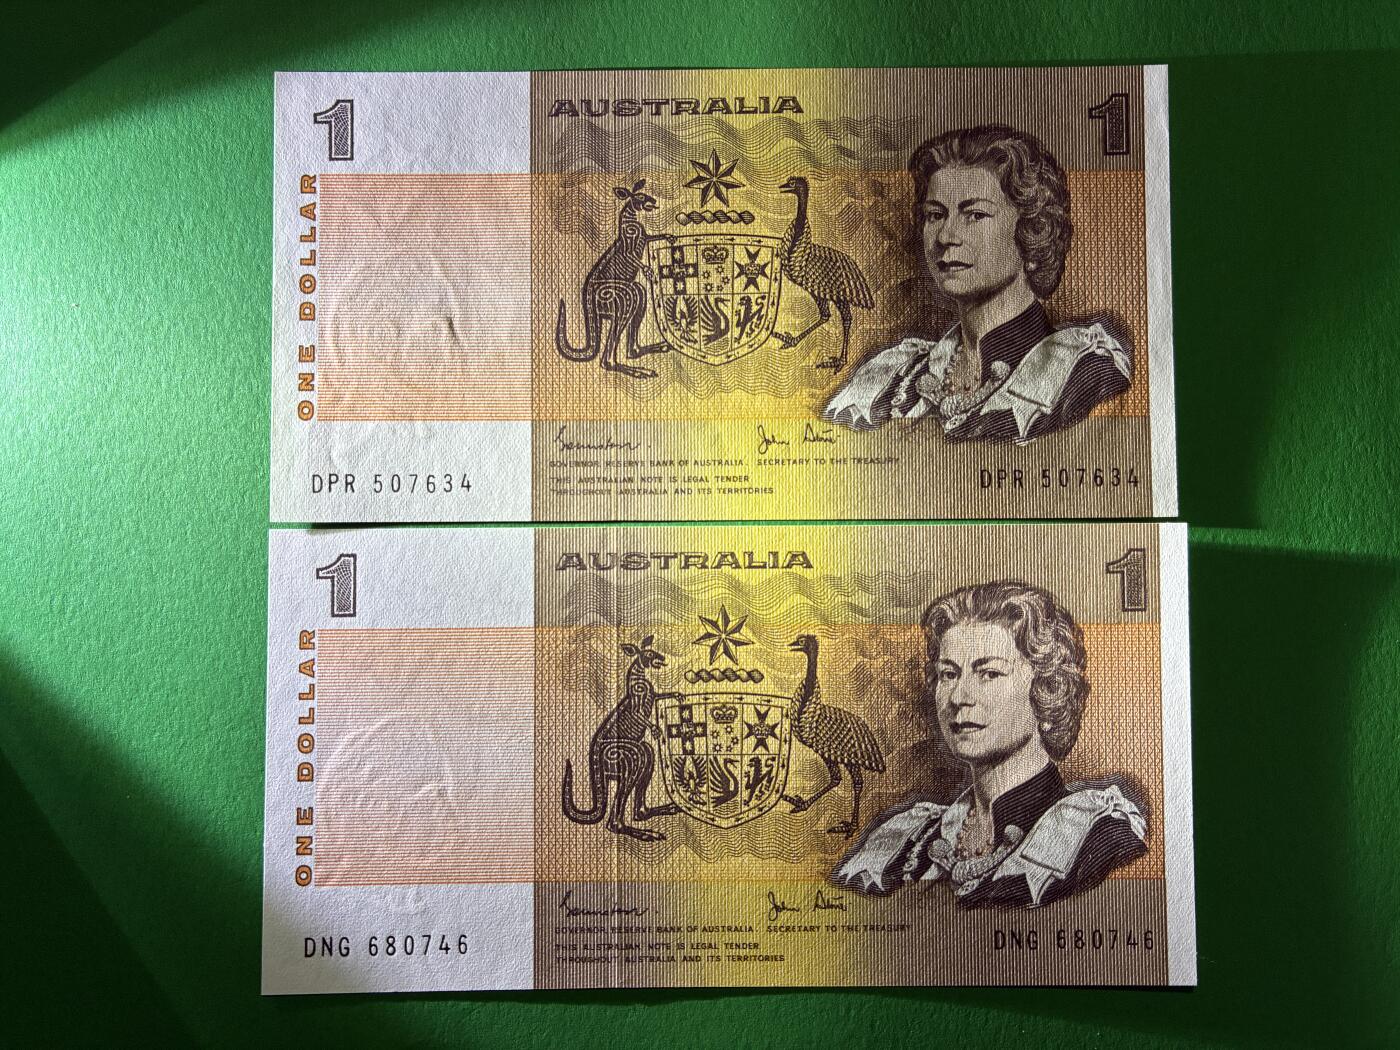 1
AUSTRALIA
1
ONE DOLLAR
GOVERNOR, RESERVE BANK OF AUSTRALIA. SECRETARY TO THE TREASURY
THIS AUSTRALIAN NOTE IS LEGAL TENDER
THROUGHOUT AUSTRALIA AND ITS TERRITORIES
DPR 507634
DPR 507634
1
AUSTRALIA
1
ONE DOLLAR
GOVERNOR, RESERVE BANK OF AUSTRALIA. SECRETARY TO THE TREASURY
THIS AUSTRALIAN NOTE IS LEGAL TENDER
THROUGHOUT AUSTRALIA AND ITS TERRITORIES
DNG 680746
DNG 680746